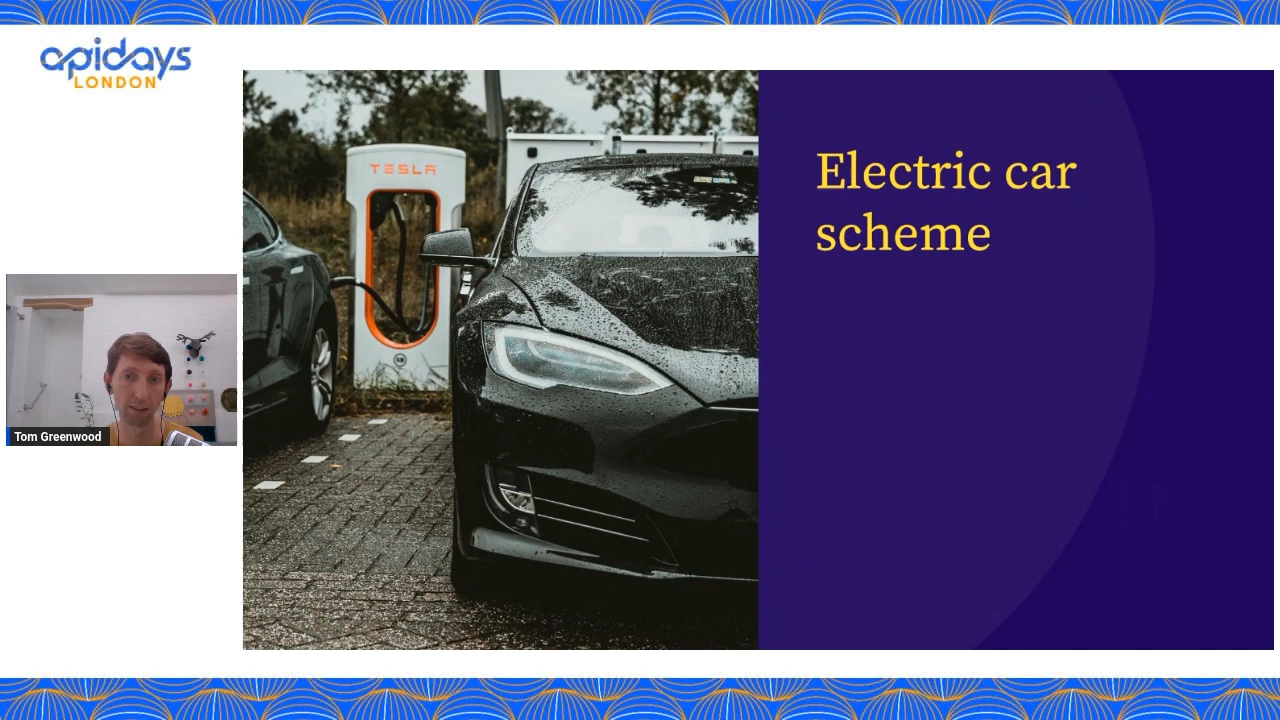 apidays
LONDON
TESLA
Electric car
scheme
Tom Greenwood